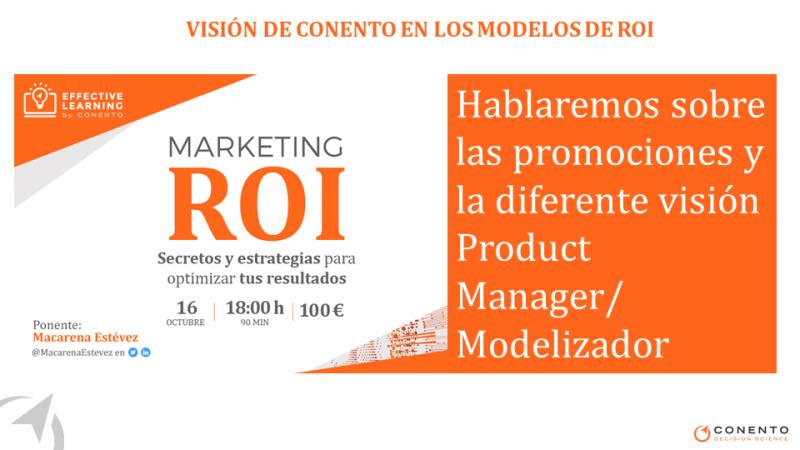 VISIÓN DE CONENTO EN LOS MODELOS DE ROI
EFFECTIVE
LEARNING
by CONENTO
MARKETING
ROI
Secretos y estrategias para
optimizar tus resultados
16 18:00 h 100 €
OCTUBRE 90 MIN
Ponente:
Macarena Estévez
@MacarenaEstevez en
Hablaremos sobre
las promociones y
la diferente visión
Product
Manager/
Modelizador
CONENTO
DECISION SCIENCE